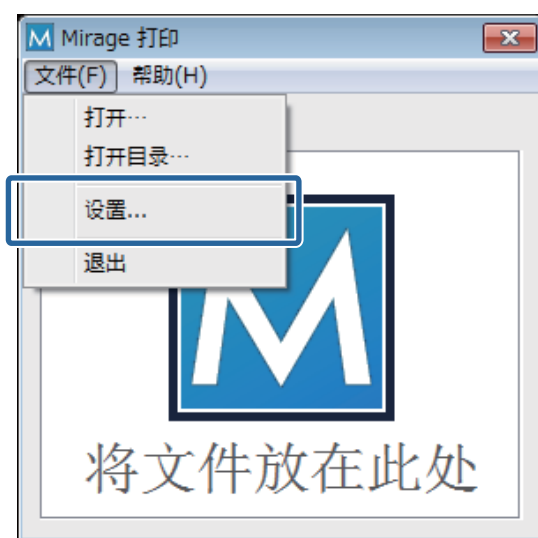 Mirage 打印
文件(F) 帮助(H)
打开…
打开目录…
设置...
退出
将文件放在此处